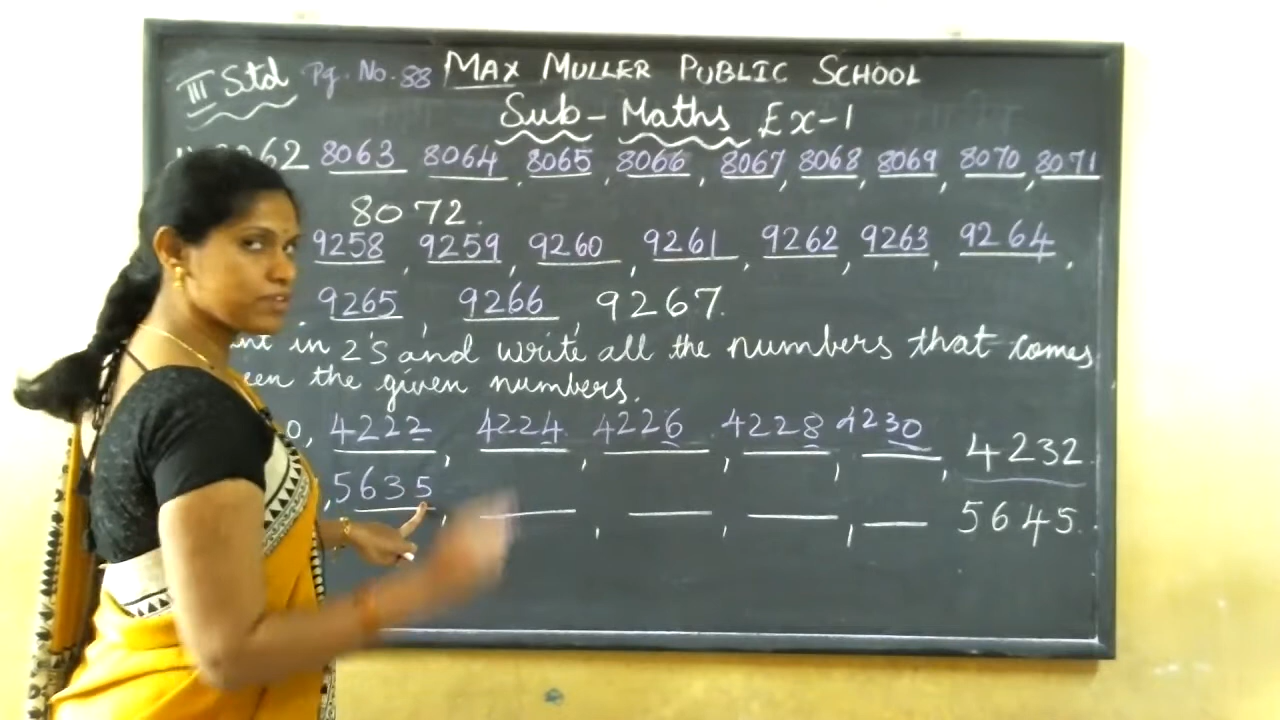 III Std Pg. No. 88 MAX MULLER PUBLIC SCHOOL
Sub - Maths Ex-1
8063 8064, 8065, 8066, 8067, 8068, 8069, 8070, 8071
8072.
9258, 9259, 9260, 9261, 9262, 9263, 9264,
9265, 9266, 9267.
in 2's and write all the numbers that comes
the given numbers.
0, 4222, 4224, 4226, 4228, 4230, 4232
, 5635, , , , 5645.